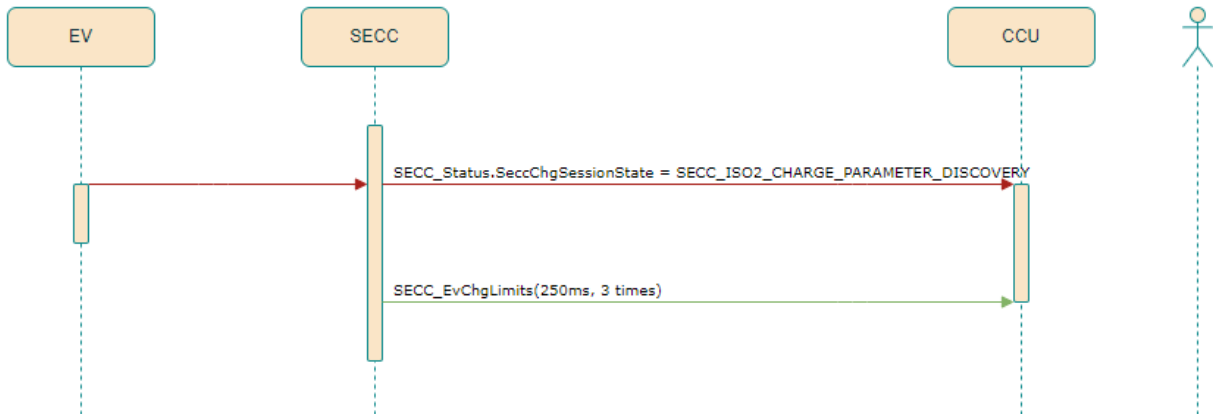 EV
SECC
CCU
SECC_Status.SeccChgSessionState = SECC_ISO2_CHARGE_PARAMETER_DISCOVERY
SECC_EvChgLimits(250ms, 3 times)